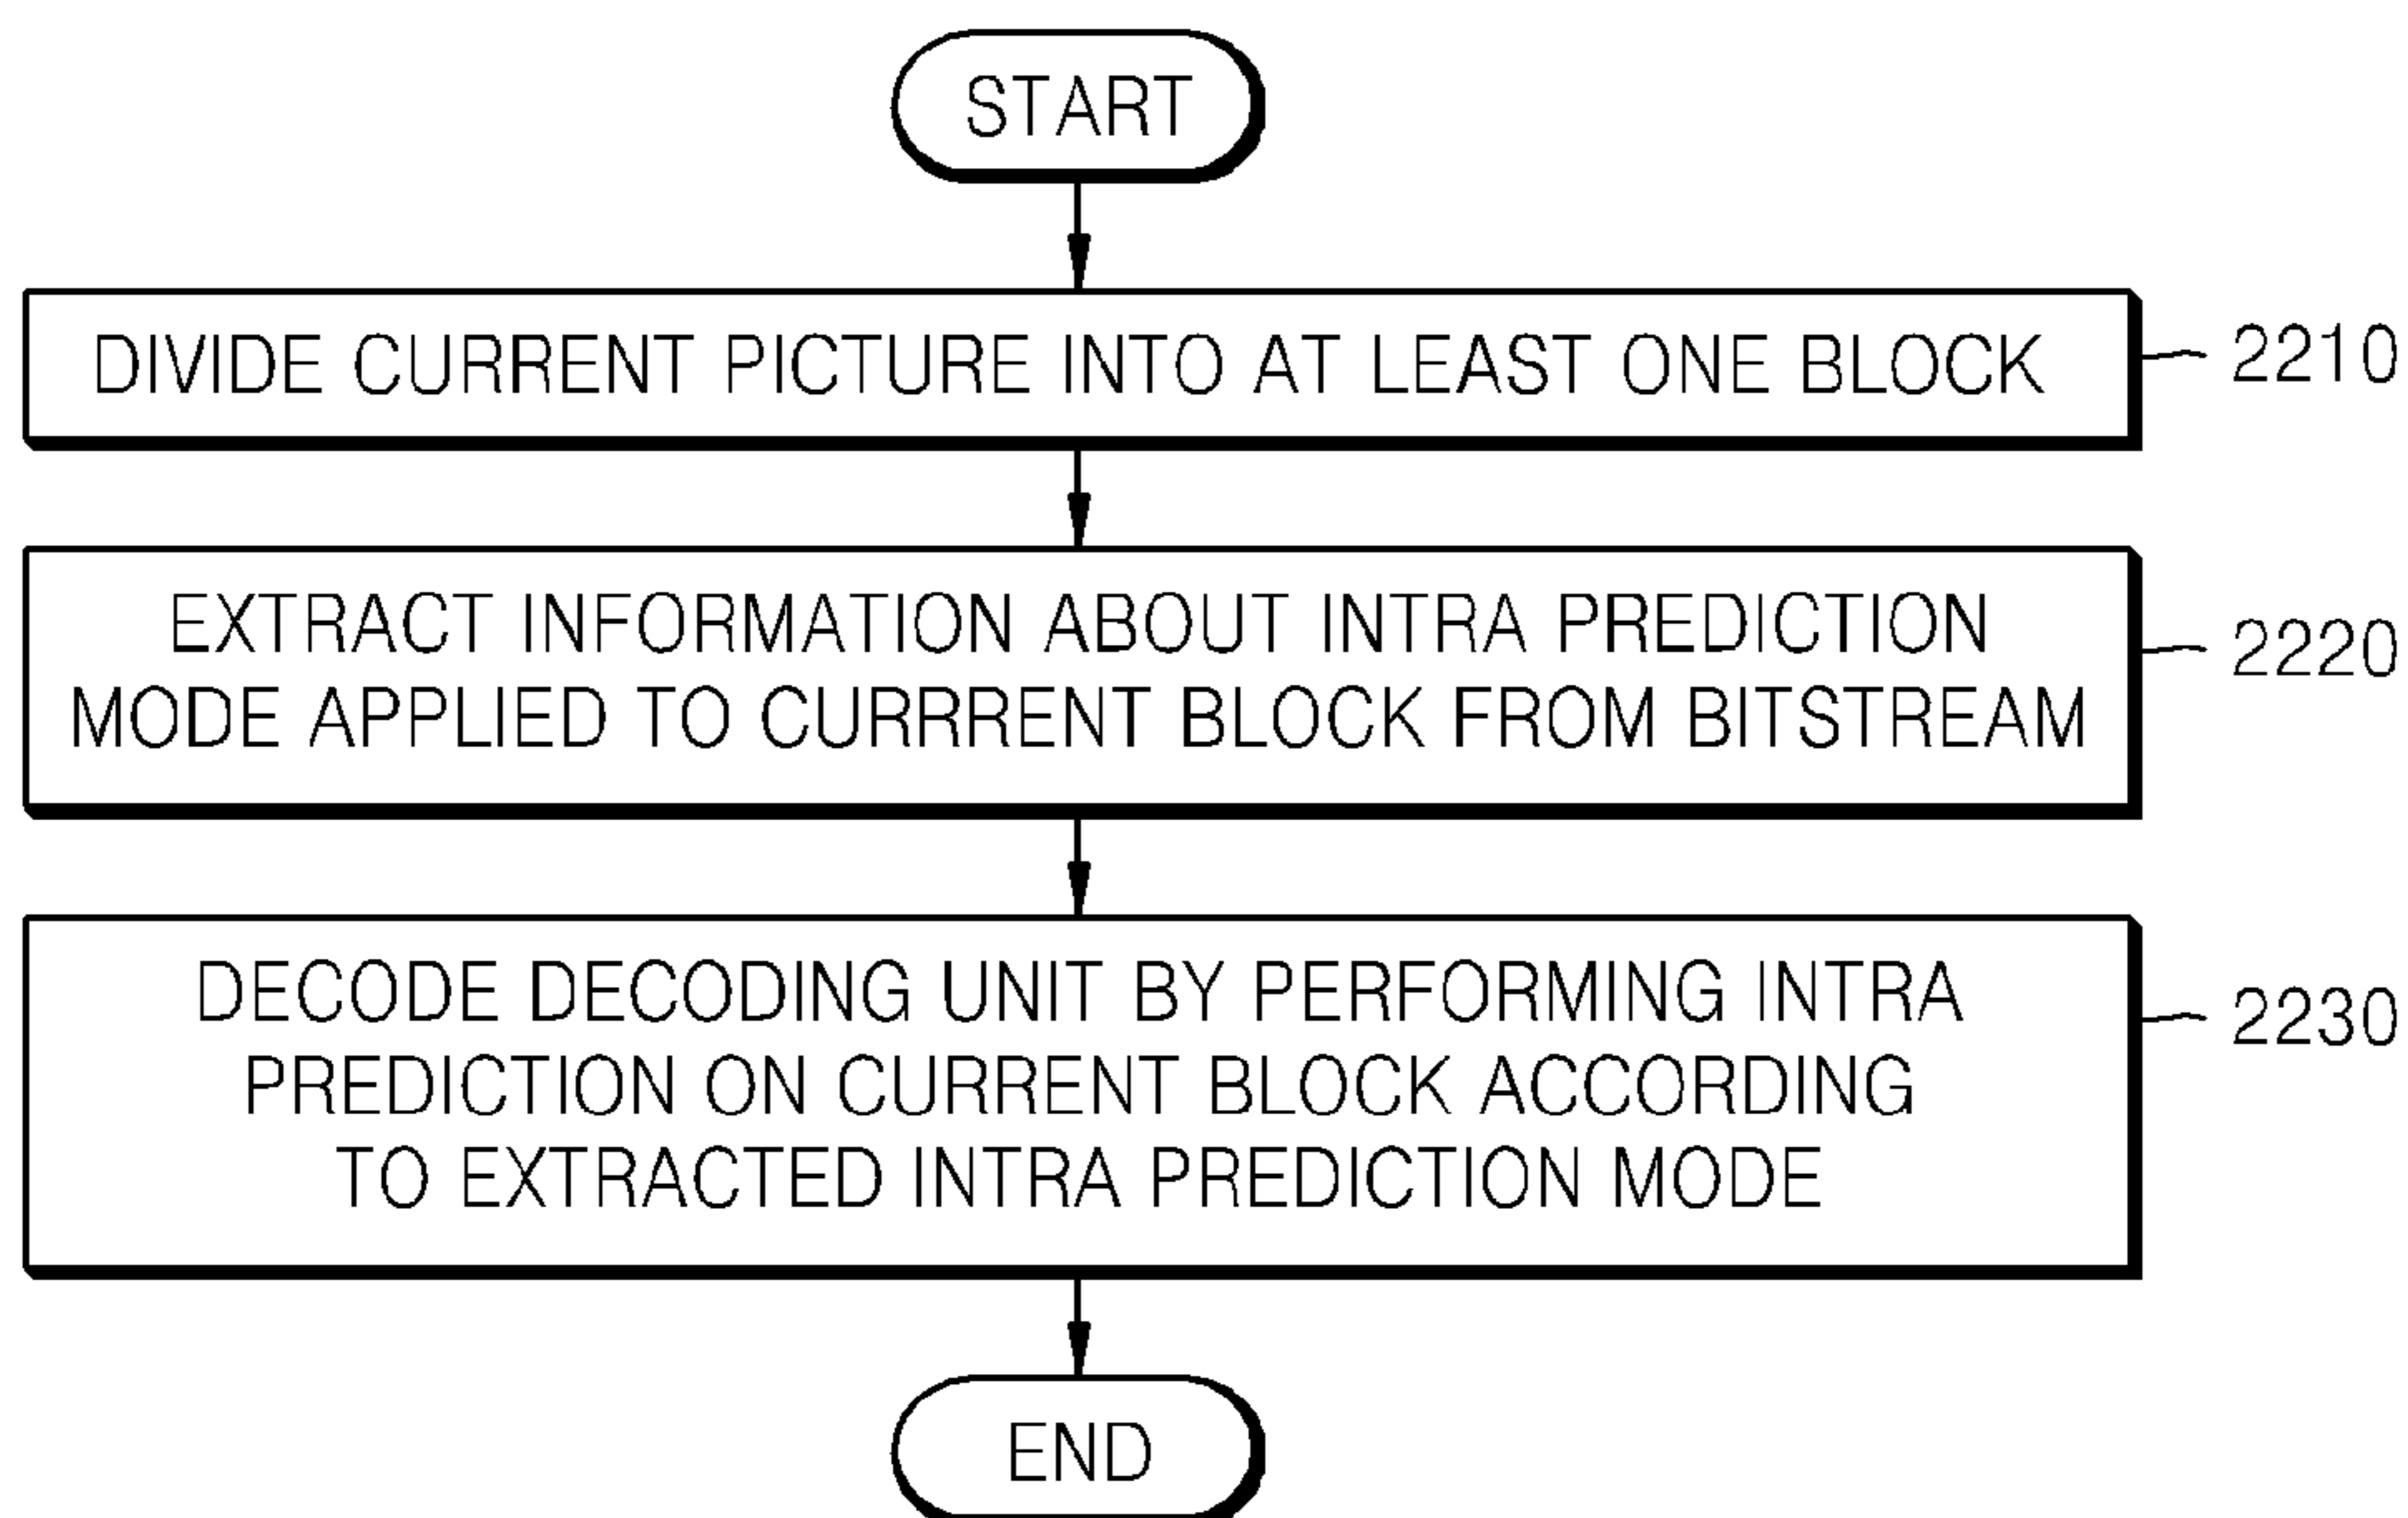 START
DIVIDE CURRENT PICTURE INTO AT LEAST ONE BLOCK
2210
EXTRACT INFORMATION ABOUT INTRA PREDICTION
MODE APPLIED TO CURRRENT BLOCK FROM BITSTREAM
2220
DECODE DECODING UNIT BY PERFORMING INTRA
PREDICTION ON CURRENT BLOCK ACCORDING
TO EXTRACTED INTRA PREDICTION MODE
2230
END